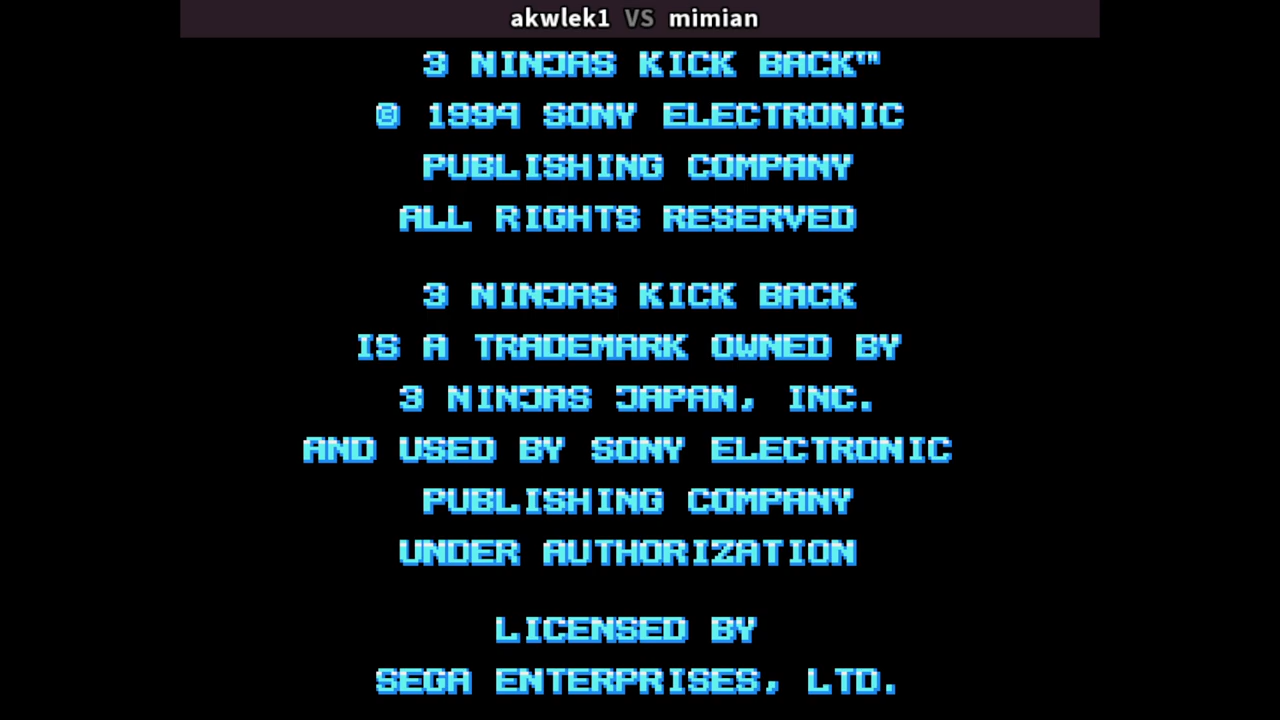 akwlek1 VS mimian
3 NINJAS KICK BACK™
© 1994 SONY ELECTRONIC
PUBLISHING COMPANY
ALL RIGHTS RESERVED
3 NINJAS KICK BACK
IS A TRADEMARK OWNED BY
3 NINJAS JAPAN, INC.
AND USED BY SONY ELECTRONIC
PUBLISHING COMPANY
UNDER AUTHORIZATION
LICENSED BY
SEGA ENTERPRISES, LTD.